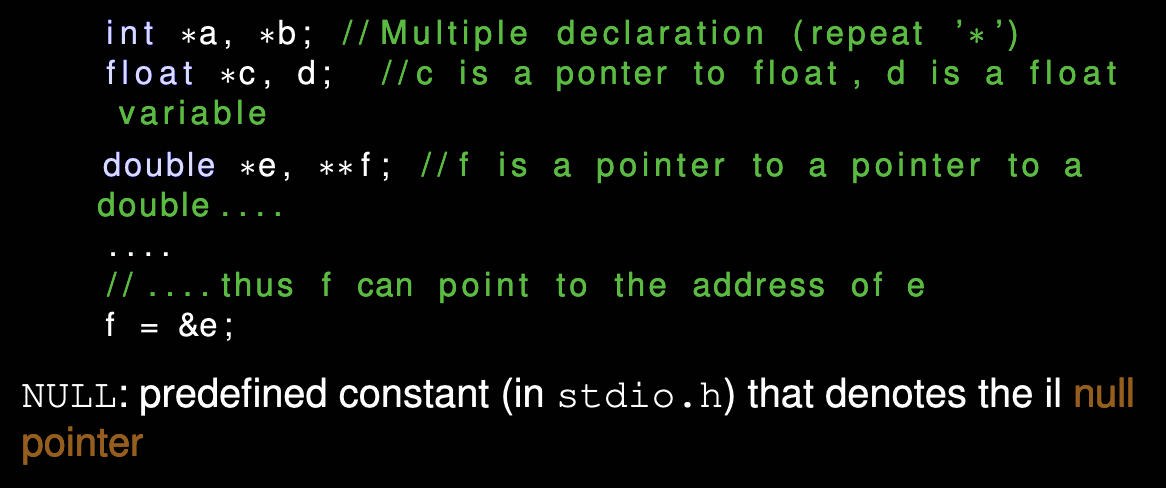 int *a, *b; //Multiple declaration (repeat '*')
float *c, d; //c is a ponter to float, d is a float
variable
double *e, **f; //f is a pointer to a pointer to a
double....
....
// ....thus f can point to the address of e
f = &e;
NULL: predefined constant (in stdio.h) that denotes the il null
pointer